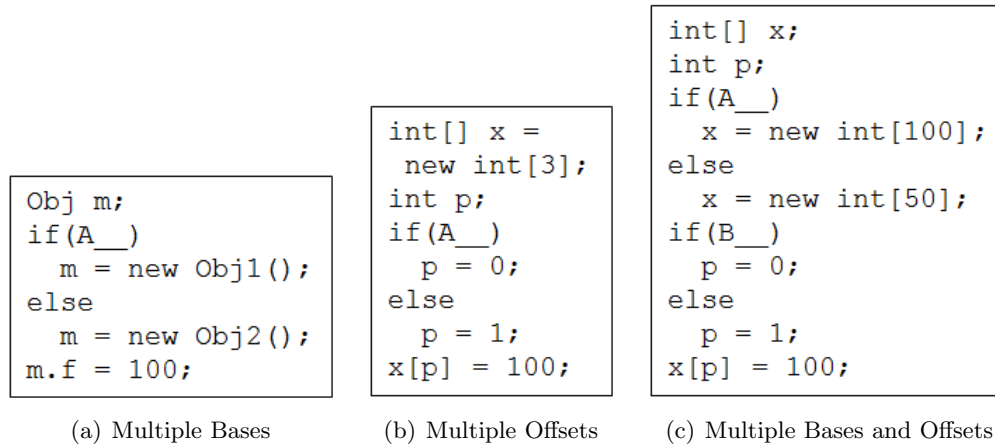 Obj m;
if(A__)
  m = new Obj1();
else
  m = new Obj2();
m.f = 100;
(a) Multiple Bases
int[] x =
 new int[3];
int p;
if(A__)
  p = 0;
else
  p = 1;
x[p] = 100;
(b) Multiple Offsets
int[] x;
int p;
if(A__)
  x = new int[100];
else
  x = new int[50];
if(B__)
  p = 0;
else
  p = 1;
x[p] = 100;
(c) Multiple Bases and Offsets